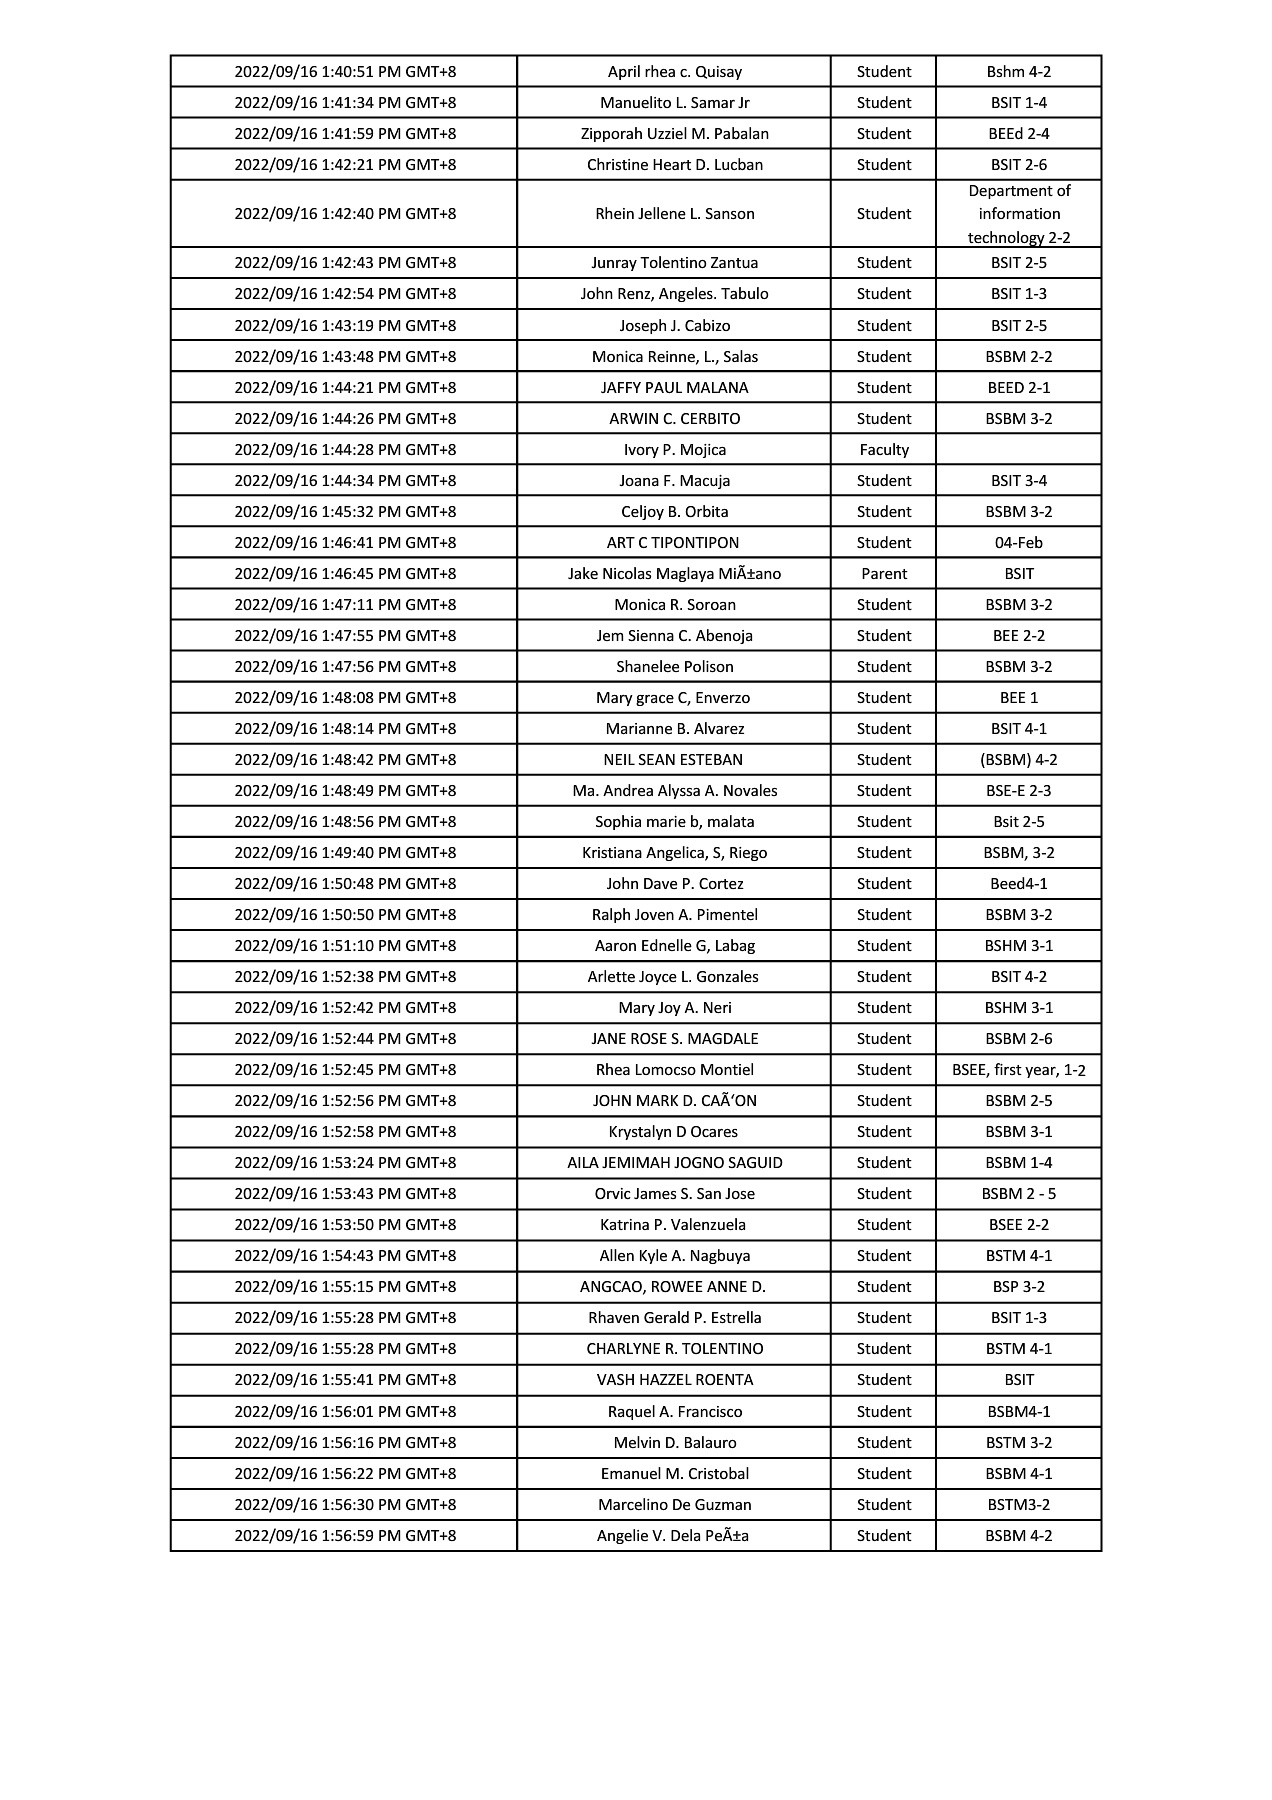 2022/09/16 1:40:51 PM GMT+8 April rhea c. Quisay Student Bshm 4-2
2022/09/16 1:41:34 PM GMT+8 Manuelito L. Samar Jr Student BSIT 1-4
2022/09/16 1:41:59 PM GMT+8 Zipporah Uzziel M. Pabalan Student BEEd 2-4
2022/09/16 1:42:21 PM GMT+8 Christine Heart D. Lucban Student BSIT 2-6
2022/09/16 1:42:40 PM GMT+8 Rhein Jellene L. Sanson Student Department of
information
technology 2-2
2022/09/16 1:42:43 PM GMT+8 Junray Tolentino Zantua Student BSIT 2-5
2022/09/16 1:42:54 PM GMT+8 John Renz, Angeles. Tabulo Student BSIT 1-3
2022/09/16 1:43:19 PM GMT+8 Joseph J. Cabizo Student BSIT 2-5
2022/09/16 1:43:48 PM GMT+8 Monica Reinne, L., Salas Student BSBM 2-2
2022/09/16 1:44:21 PM GMT+8 JAFFY PAUL MALANA Student BEED 2-1
2022/09/16 1:44:26 PM GMT+8 ARWIN C. CERBITO Student BSBM 3-2
2022/09/16 1:44:28 PM GMT+8 Ivory P. Mojica Faculty
2022/09/16 1:44:34 PM GMT+8 Joana F. Macuja Student BSIT 3-4
2022/09/16 1:45:32 PM GMT+8 Celjoy B. Orbita Student BSBM 3-2
2022/09/16 1:46:41 PM GMT+8 ART C TIPONTIPON Student 04-Feb
2022/09/16 1:46:45 PM GMT+8 Jake Nicolas Maglaya MiÃ±ano Parent BSIT
2022/09/16 1:47:11 PM GMT+8 Monica R. Soroan Student BSBM 3-2
2022/09/16 1:47:55 PM GMT+8 Jem Sienna C. Abenoja Student BEE 2-2
2022/09/16 1:47:56 PM GMT+8 Shanelee Polison Student BSBM 3-2
2022/09/16 1:48:08 PM GMT+8 Mary grace C, Enverzo Student BEE 1
2022/09/16 1:48:14 PM GMT+8 Marianne B. Alvarez Student BSIT 4-1
2022/09/16 1:48:42 PM GMT+8 NEIL SEAN ESTEBAN Student (BSBM) 4-2
2022/09/16 1:48:49 PM GMT+8 Ma. Andrea Alyssa A. Novales Student BSE-E 2-3
2022/09/16 1:48:56 PM GMT+8 Sophia marie b, malata Student Bsit 2-5
2022/09/16 1:49:40 PM GMT+8 Kristiana Angelica, S, Riego Student BSBM, 3-2
2022/09/16 1:50:48 PM GMT+8 John Dave P. Cortez Student Beed4-1
2022/09/16 1:50:50 PM GMT+8 Ralph Joven A. Pimentel Student BSBM 3-2
2022/09/16 1:51:10 PM GMT+8 Aaron Ednelle G, Labag Student BSHM 3-1
2022/09/16 1:52:38 PM GMT+8 Arlette Joyce L. Gonzales Student BSIT 4-2
2022/09/16 1:52:42 PM GMT+8 Mary Joy A. Neri Student BSHM 3-1
2022/09/16 1:52:44 PM GMT+8 JANE ROSE S. MAGDALE Student BSBM 2-6
2022/09/16 1:52:45 PM GMT+8 Rhea Lomocso Montiel Student BSEE, first year, 1-2
2022/09/16 1:52:56 PM GMT+8 JOHN MARK D. CAÃ‘ON Student BSBM 2-5
2022/09/16 1:52:58 PM GMT+8 Krystalyn D Ocares Student BSBM 3-1
2022/09/16 1:53:24 PM GMT+8 AILA JEMIMAH JOGNO SAGUID Student BSBM 1-4
2022/09/16 1:53:43 PM GMT+8 Orvic James S. San Jose Student BSBM 2 - 5
2022/09/16 1:53:50 PM GMT+8 Katrina P. Valenzuela Student BSEE 2-2
2022/09/16 1:54:43 PM GMT+8 Allen Kyle A. Nagbuya Student BSTM 4-1
2022/09/16 1:55:15 PM GMT+8 ANGCAO, ROWEE ANNE D. Student BSP 3-2
2022/09/16 1:55:28 PM GMT+8 Rhaven Gerald P. Estrella Student BSIT 1-3
2022/09/16 1:55:28 PM GMT+8 CHARLYNE R. TOLENTINO Student BSTM 4-1
2022/09/16 1:55:41 PM GMT+8 VASH HAZZEL ROENTA Student BSIT
2022/09/16 1:56:01 PM GMT+8 Raquel A. Francisco Student BSBM4-1
2022/09/16 1:56:16 PM GMT+8 Melvin D. Balauro Student BSTM 3-2
2022/09/16 1:56:22 PM GMT+8 Emanuel M. Cristobal Student BSBM 4-1
2022/09/16 1:56:30 PM GMT+8 Marcelino De Guzman Student BSTM3-2
2022/09/16 1:56:59 PM GMT+8 Angelie V. Dela PeÃ±a Student BSBM 4-2